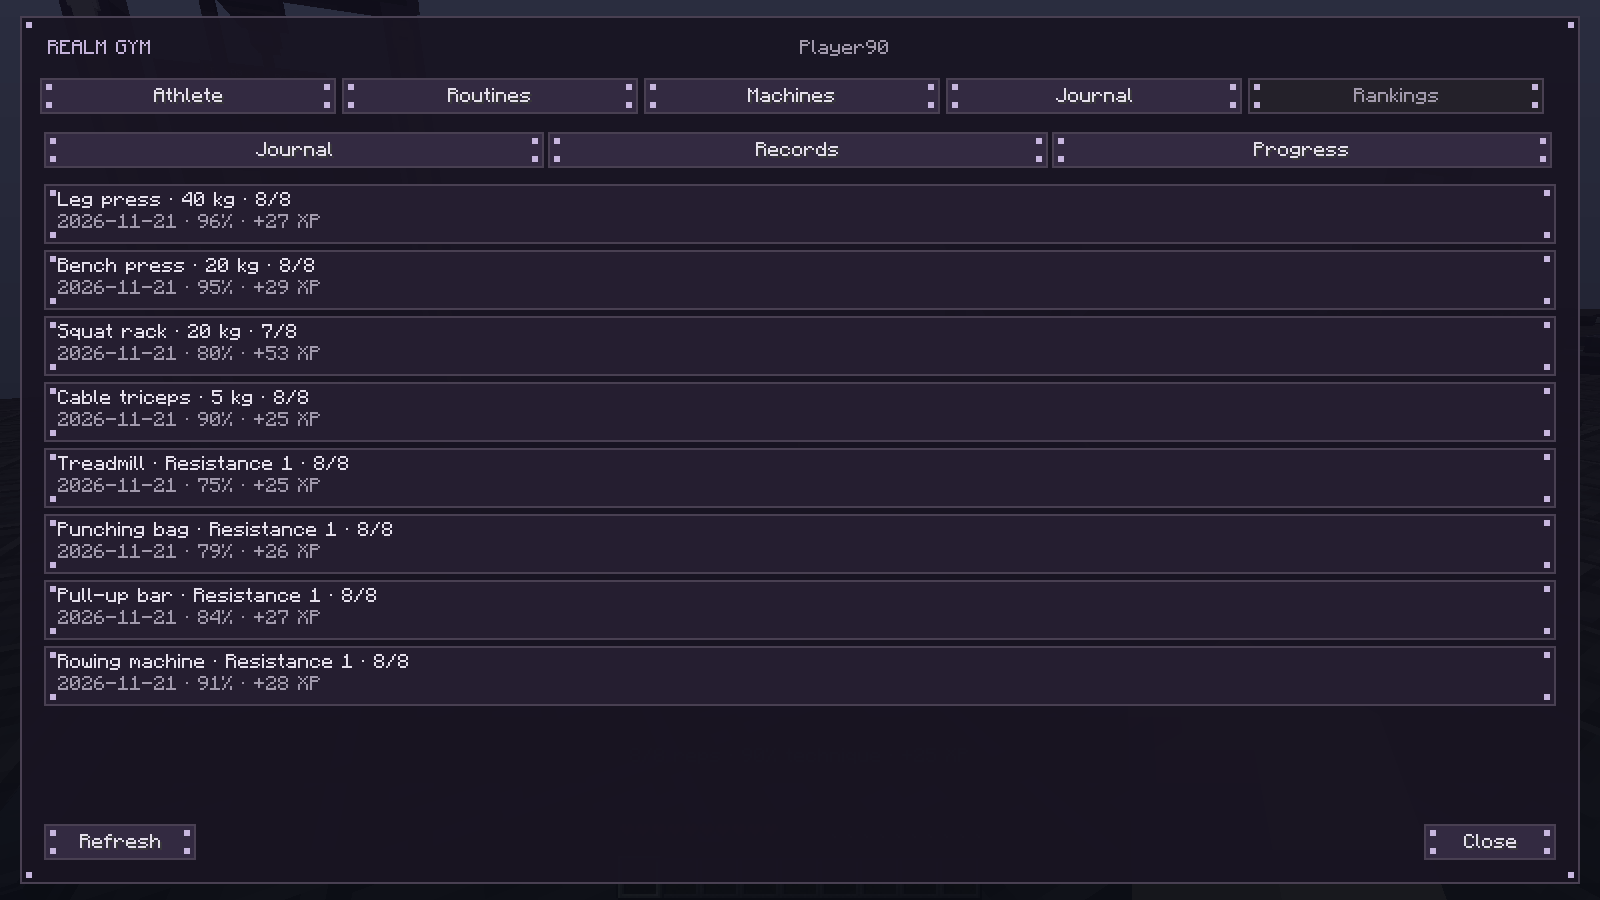 REALM GYM
Player90
Athlete
Routines
Machines
Journal
Rankings
Journal
Records
Progress
Leg press · 40 kg · 8/8
2026-11-21 · 96% · +27 XP
Bench press · 20 kg · 8/8
2026-11-21 · 95% · +29 XP
Squat rack · 20 kg · 7/8
2026-11-21 · 80% · +53 XP
Cable triceps · 5 kg · 8/8
2026-11-21 · 90% · +25 XP
Treadmill · Resistance 1 · 8/8
2026-11-21 · 75% · +25 XP
Punching bag · Resistance 1 · 8/8
2026-11-21 · 79% · +26 XP
Pull-up bar · Resistance 1 · 8/8
2026-11-21 · 84% · +27 XP
Rowing machine · Resistance 1 · 8/8
2026-11-21 · 91% · +28 XP
Refresh
Close